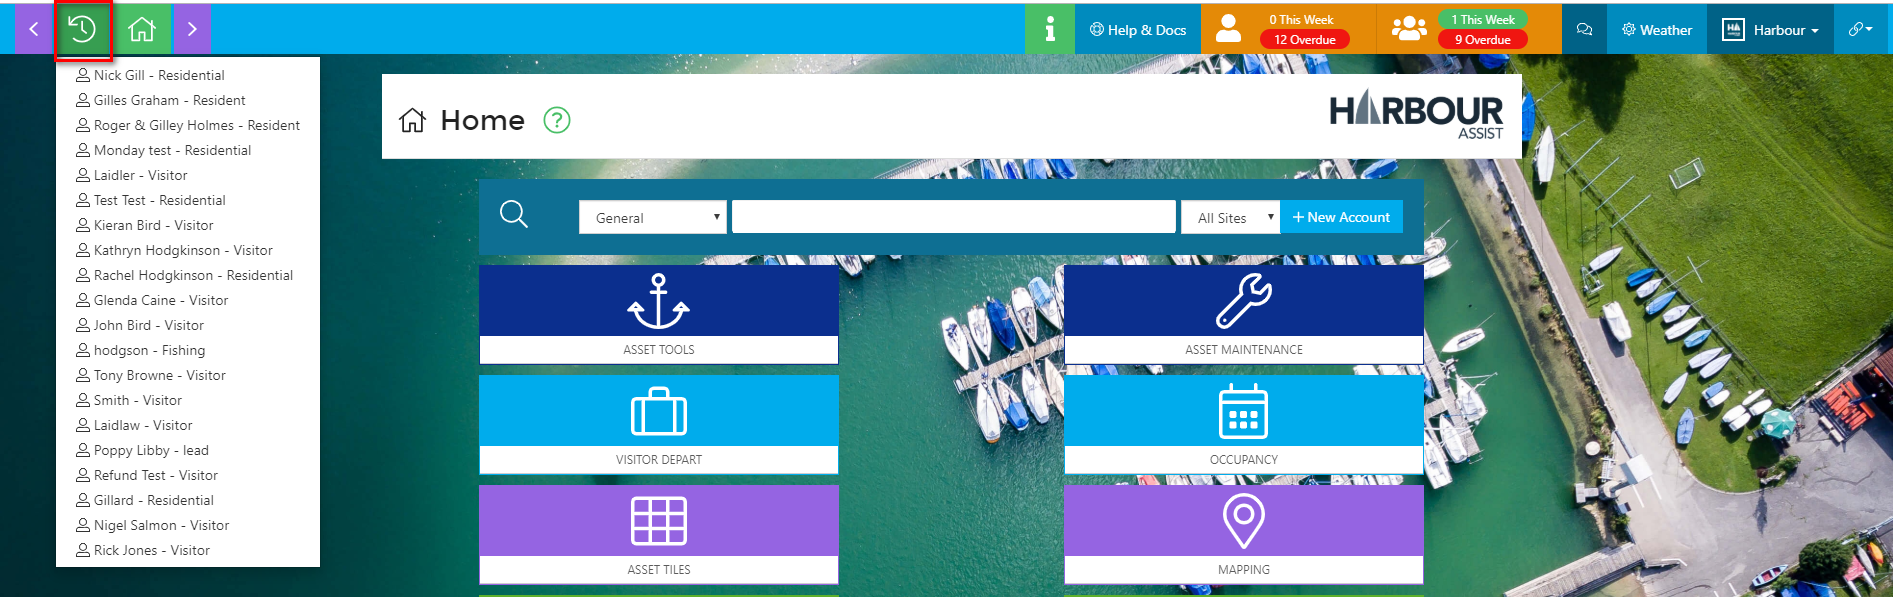 Help & Docs
0 This Week
12 Overdue
1 This Week
9 Overdue
Weather
Harbour
Nick Gill - Residential
Gilles Graham - Resident
Roger & Gilley Holmes - Resident
Monday test - Residential
Laidler - Visitor
Test Test - Residential
Kieran Bird - Visitor
Kathryn Hodgkinson - Visitor
Rachel Hodgkinson - Residential
Glenda Caine - Visitor
John Bird - Visitor
hodgson - Fishing
Tony Browne - Visitor
Smith - Visitor
Laidlaw - Visitor
Poppy Libby - lead
Refund Test - Visitor
Gillard - Residential
Nigel Salmon - Visitor
Rick Jones - Visitor
Home
HARBOUR
ASSIST
General
All Sites
+ New Account
ASSET TOOLS
ASSET MAINTENANCE
VISITOR DEPART
OCCUPANCY
ASSET TILES
MAPPING